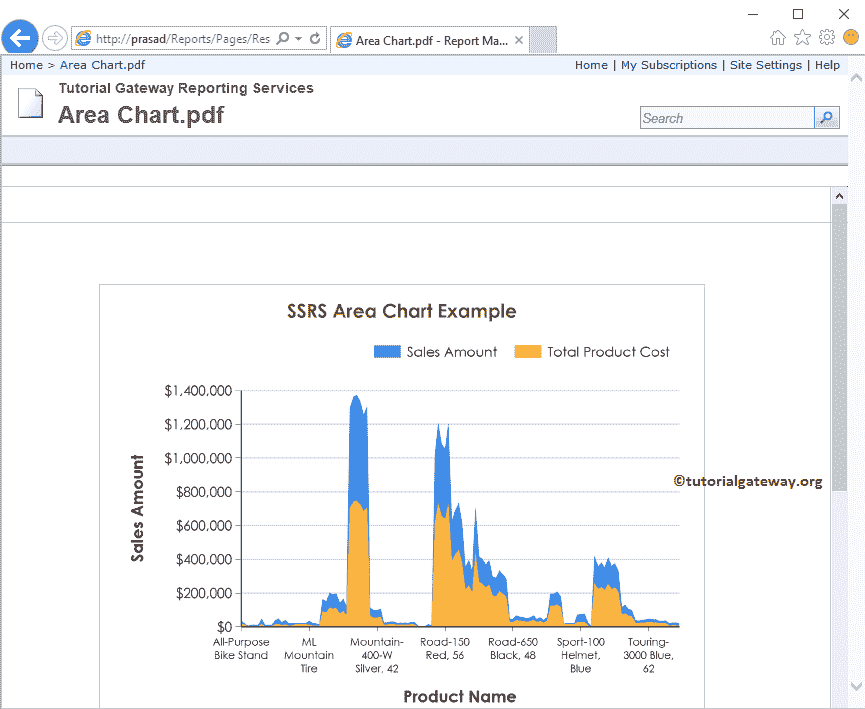 http://prasad/Reports/Pages/Res
Area Chart.pdf - Report Ma...
Home > Area Chart.pdf
Home | My Subscriptions | Site Settings | Help
Tutorial Gateway Reporting Services
Area Chart.pdf
Search
SSRS Area Chart Example
Sales Amount
Total Product Cost
$1,400,000
$1,200,000
$1,000,000
$800,000
$600,000
$400,000
$200,000
$0
Sales Amount
©tutorialgateway.org
All-Purpose
Bike Stand
ML
Mountain
Tire
Mountain-
400-W
Silver, 42
Road-150
Red, 56
Road-650
Black, 48
Sport-100
Helmet,
Blue
Touring-
3000 Blue,
62
Product Name